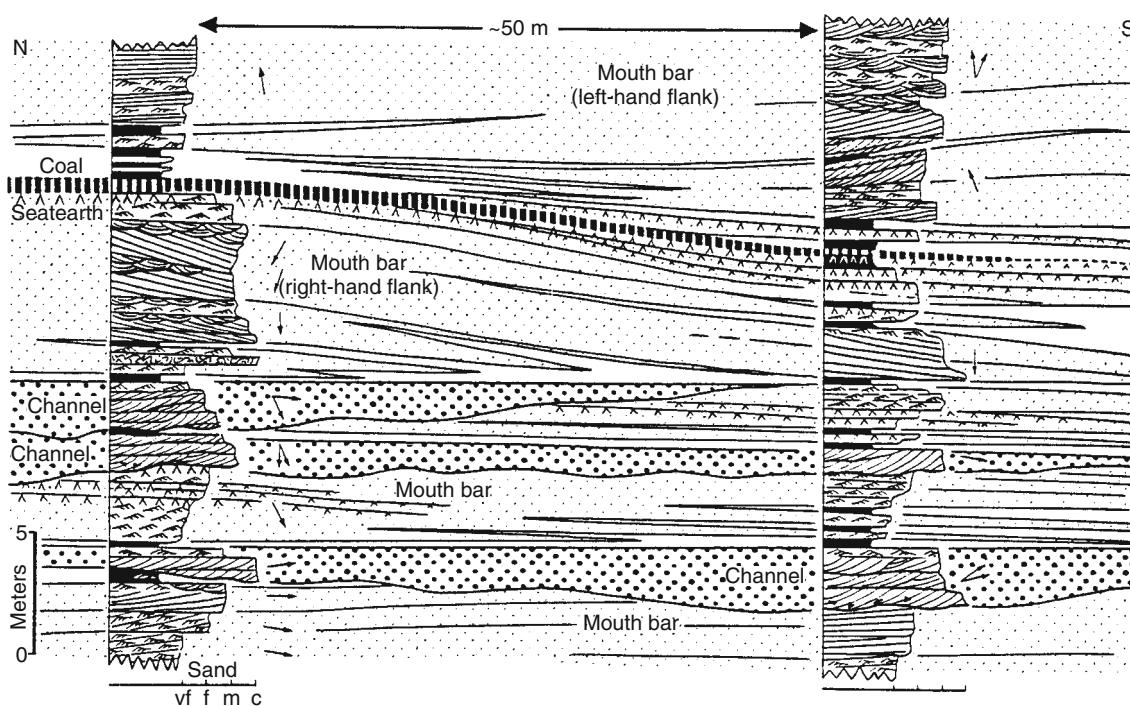 N
~50 m
S
Mouth bar
(left-hand flank)
Coal
Seatearth
Mouth bar
(right-hand flank)
Channel
Channel
Mouth bar
5
Channel
Meters
Mouth bar
0
Sand
vf f m c